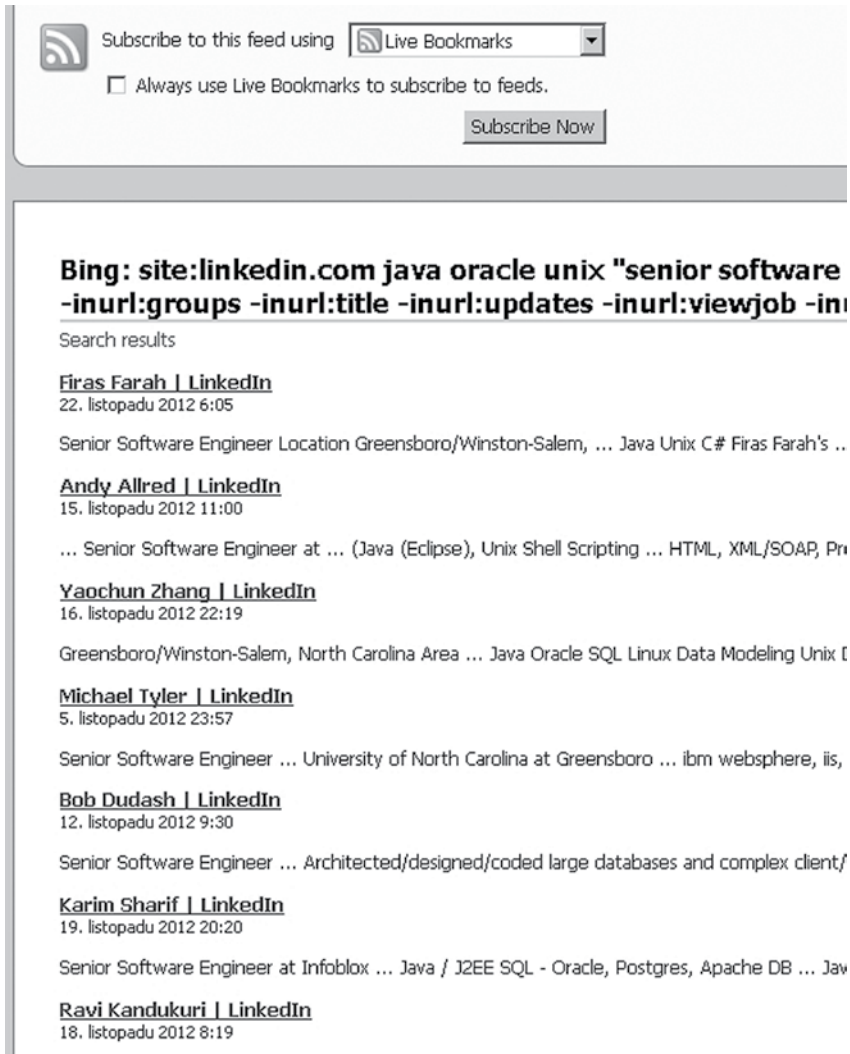 Subscribe to this feed using Live Bookmarks
Always use Live Bookmarks to subscribe to feeds.
Subscribe Now
Bing: site:linkedin.com java oracle unix "senior software
-inurl:groups -inurl:title -inurl:updates -inurl:viewjob
Search results
Firas Farah | LinkedIn
22. listopadu 2012 6:05
Senior Software Engineer Location Greensboro/Winston-Salem, ... Java Unix C# Firas Farah's ...
Andy Allred | LinkedIn
15. listopadu 2012 11:00
... Senior Software Engineer at ... (Java (Eclipse), Unix Shell Scripting ... HTML, XML/SOAP,
Yaochun Zhang | LinkedIn
16. listopadu 2012 22:19
Greensboro/Winston-Salem, North Carolina Area ... Java Oracle SQL Linux Data Modeling Unix
Michael Tyler | LinkedIn
5. listopadu 2012 23:57
Senior Software Engineer ... University of North Carolina at Greensboro ... ibm websphere, iis,
Bob Dudash | LinkedIn
12. listopadu 2012 9:30
Senior Software Engineer ... Architected/designed/coded large databases and complex client/
Karim Sharif | LinkedIn
19. listopadu 2012 20:20
Senior Software Engineer at Infoblox ... Java / J2EE SQL - Oracle, Postgres, Apache DB ...
Ravi Kandukuri | LinkedIn
18. listopadu 2012 8:19